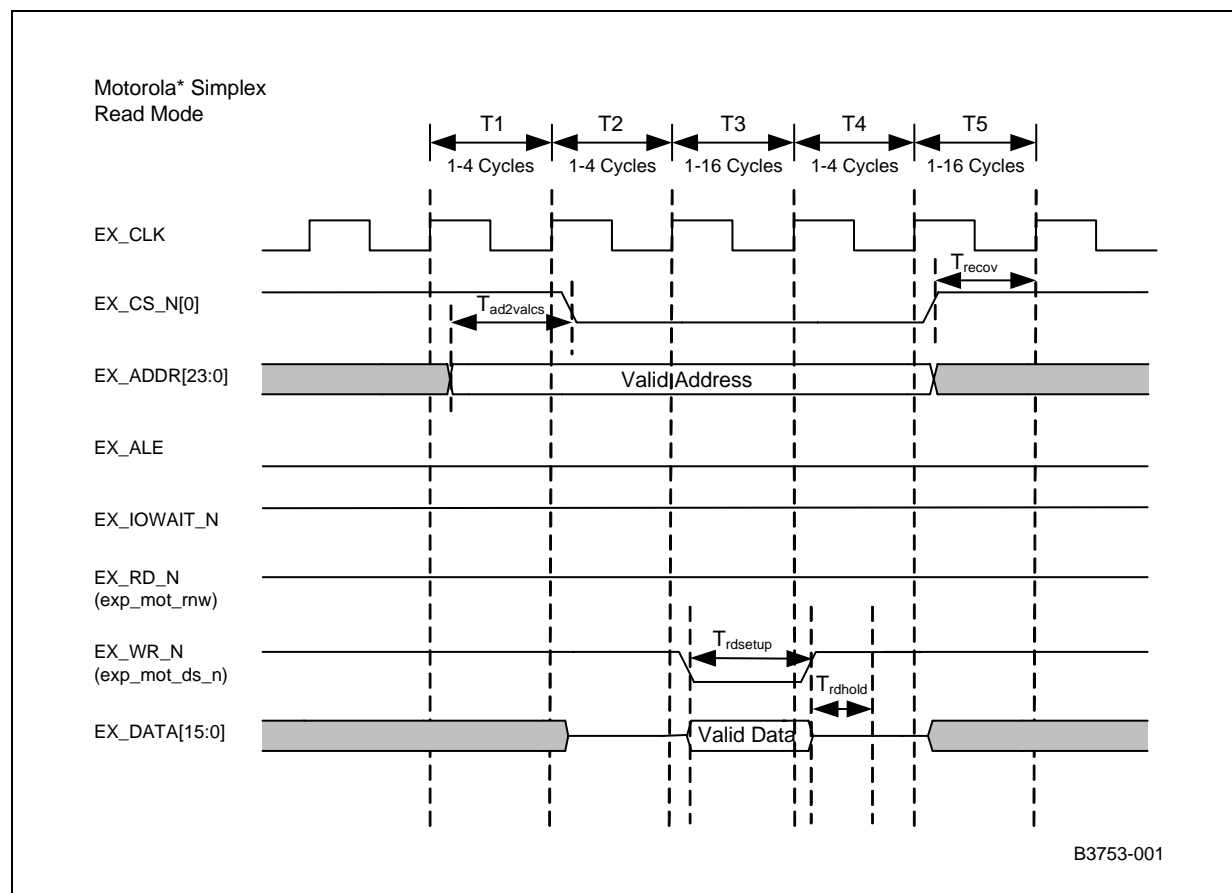 Motorola* Simplex
Read Mode
T1 T2 T3 T4 T5
1-4 Cycles 1-4 Cycles 1-16 Cycles 1-4 Cycles 1-16 Cycles
EX_CLK
Trecov
EX_CS_N[0]
Tad2valcs
EX_ADDR[23:0]
Valid Address
EX_ALE
EX_IOWAIT_N
EX_RD_N
(exp_mot_rnw)
EX_WR_N
(exp_mot_ds_n)
Trdsetup
Trdhold
EX_DATA[15:0]
Valid Data
B3753-001